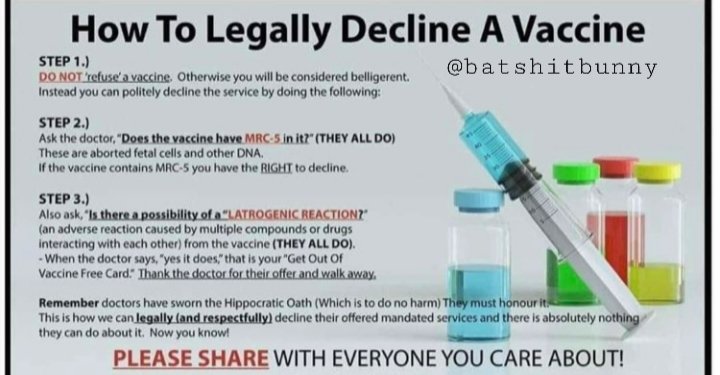 How To Legally Decline A Vaccine
@batshitbunny
STEP 1.)
DO NOT 'refuse' a vaccine. Otherwise you will be considered belligerent.
Instead you can politely decline the service by doing the following:
STEP 2.)
Ask the doctor, "Does the vaccine have MRC-5 in it?" (THEY ALL DO)
These are aborted fetal cells and other DNA.
If the vaccine contains MRC-5 you have the RIGHT to decline.
STEP 3.)
Also ask, "Is there a possibility of a "LATROGENIC REACTION?"
(an adverse reaction caused by multiple compounds or drugs
interacting with each other) from the vaccine (THEY ALL DO).
- When the doctor says, "yes it does," that is your "Get Out Of
Vaccine Free Card." Thank the doctor for their offer and walk away.
Remember doctors have sworn the Hippocratic Oath (Which is to do no harm) They must honour it.
This is how we can legally (and respectfully) decline their offered mandated services and there is absolutely nothing
they can do about it. Now you know!
PLEASE SHARE WITH EVERYONE YOU CARE ABOUT!